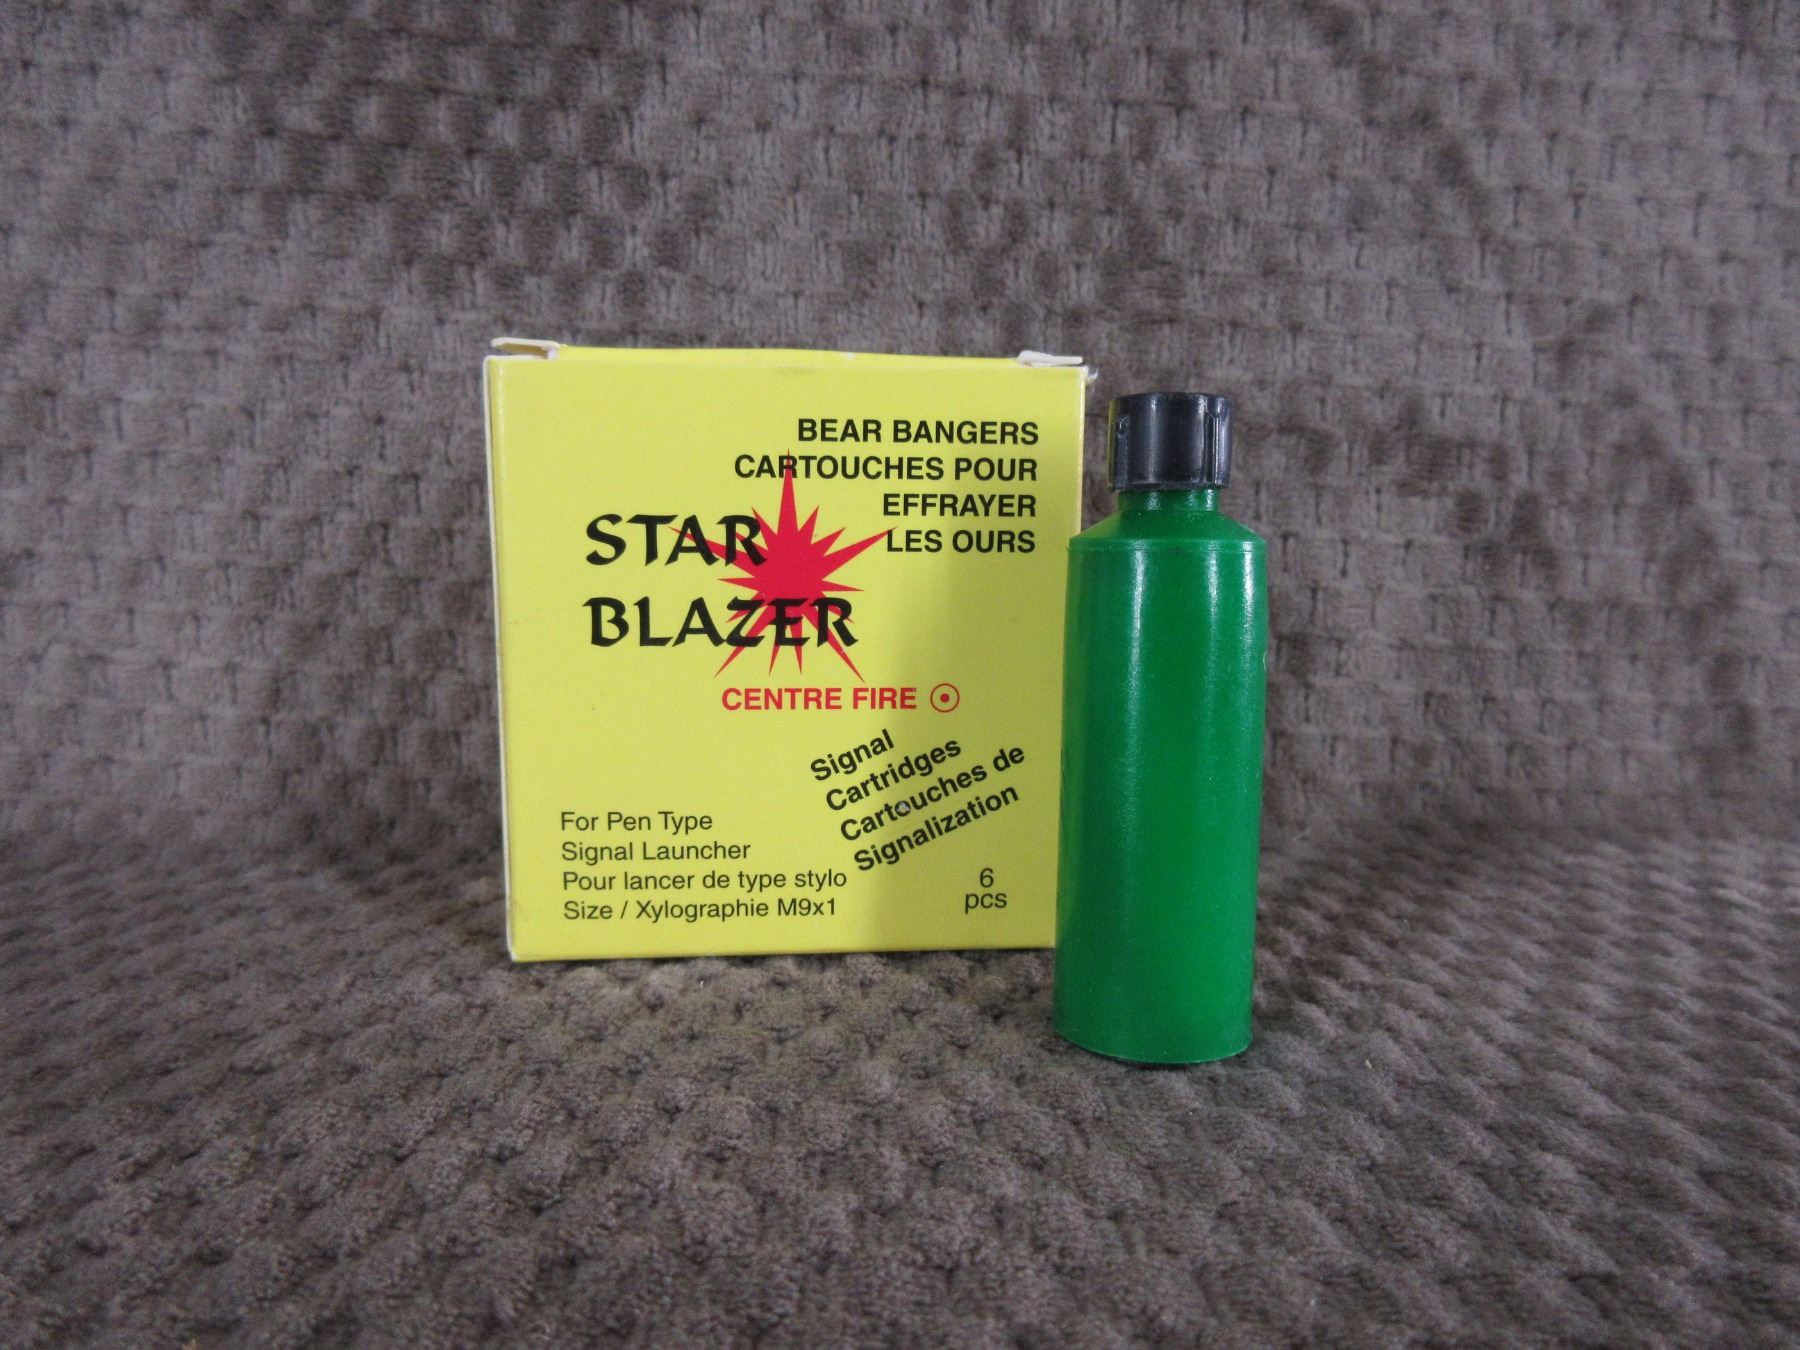 BEAR BANGERS
CARTOUCHES POUR
EFFRAYER
LES OURS
STAR
BLAZER
CENTRE FIRE
Signal
Cartridges
Cartouches de
Signalization
For Pen Type
Signal Launcher
Pour lancer de type stylo
Size / Xylographie M9x1
6
pcs